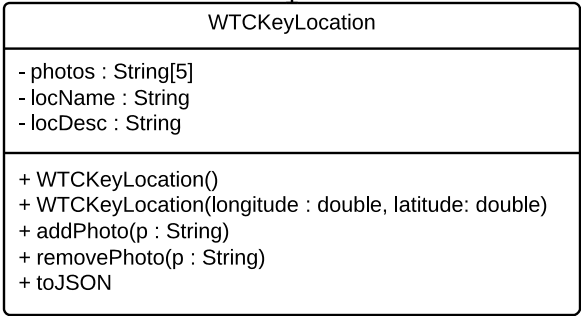 WTCKeyLocation
- photos : String[5]
- locName : String
- locDesc : String
+ WTCKeyLocation()
+ WTCKeyLocation(longitude : double, latitude: double)
+ addPhoto(p : String)
+ removePhoto(p : String)
+ toJSON